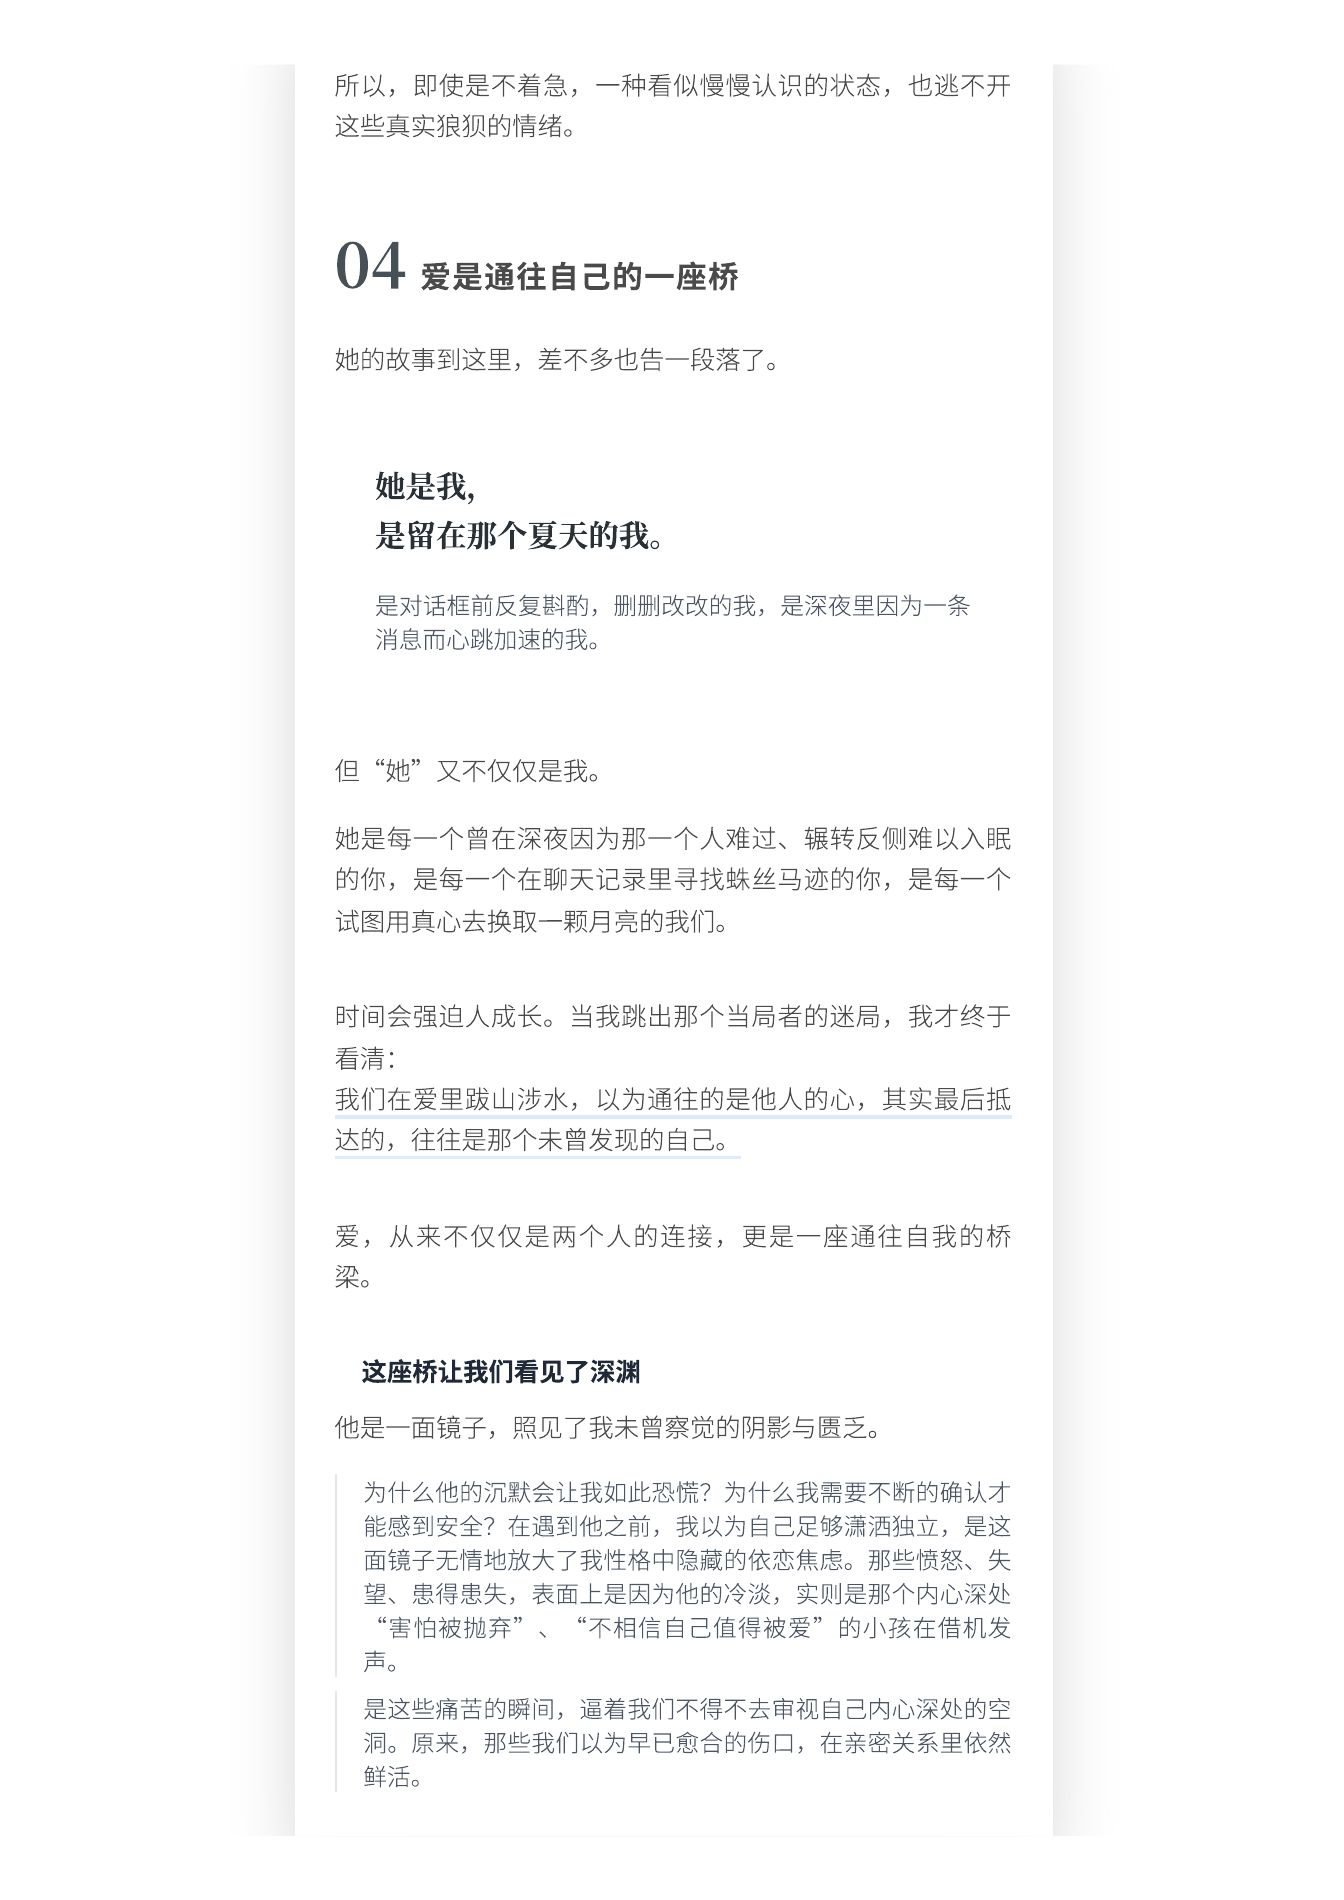 所以，即使是不着急，一种看似慢慢认识的状态，也逃不开
这些真实狼狈的情绪。
04 爱是通往自己的一座桥
她的故事到这里，差不多也告一段落了。
她是我，
是留在那个夏天的我。
是对话框前反复斟酌，删删改改的我，是深夜里因为一条
消息而心跳加速的我。
但“她”又不仅仅是我。
她是每一个曾在深夜因为那一个人难过、辗转反侧难以入眠
的你，是每一个在聊天记录里寻找蛛丝马迹的你，是每一个
试图用真心去换取一颗月亮的我们。
时间会强迫人成长。当我跳出那个当局者的迷局，我才终于
看清：
我们在爱里跋山涉水，以为通往的是他人的心，其实最后抵
达的，往往是那个未曾发现的自己。
爱，从来不仅仅是两个人的连接，更是一座通往自我的桥
梁。
这座桥让我们看见了深渊
他是一面镜子，照见了我未曾察觉的阴影与匮乏。
为什么他的沉默会让我如此恐慌？为什么我需要不断的确认才
能感到安全？在遇到他之前，我以为自己足够潇洒独立，是这
面镜子无情地放大了我性格中隐藏的依恋焦虑。那些愤怒、失
望、患得患失，表面上是因为他的冷淡，实则是那个内心深处
“害怕被抛弃”、“不相信自己值得被爱”的小孩在借机发
声。
是这些痛苦的瞬间，逼着我们不得不去审视自己内心深处的空
洞。原来，那些我们以为早已愈合的伤口，在亲密关系里依然
鲜活。